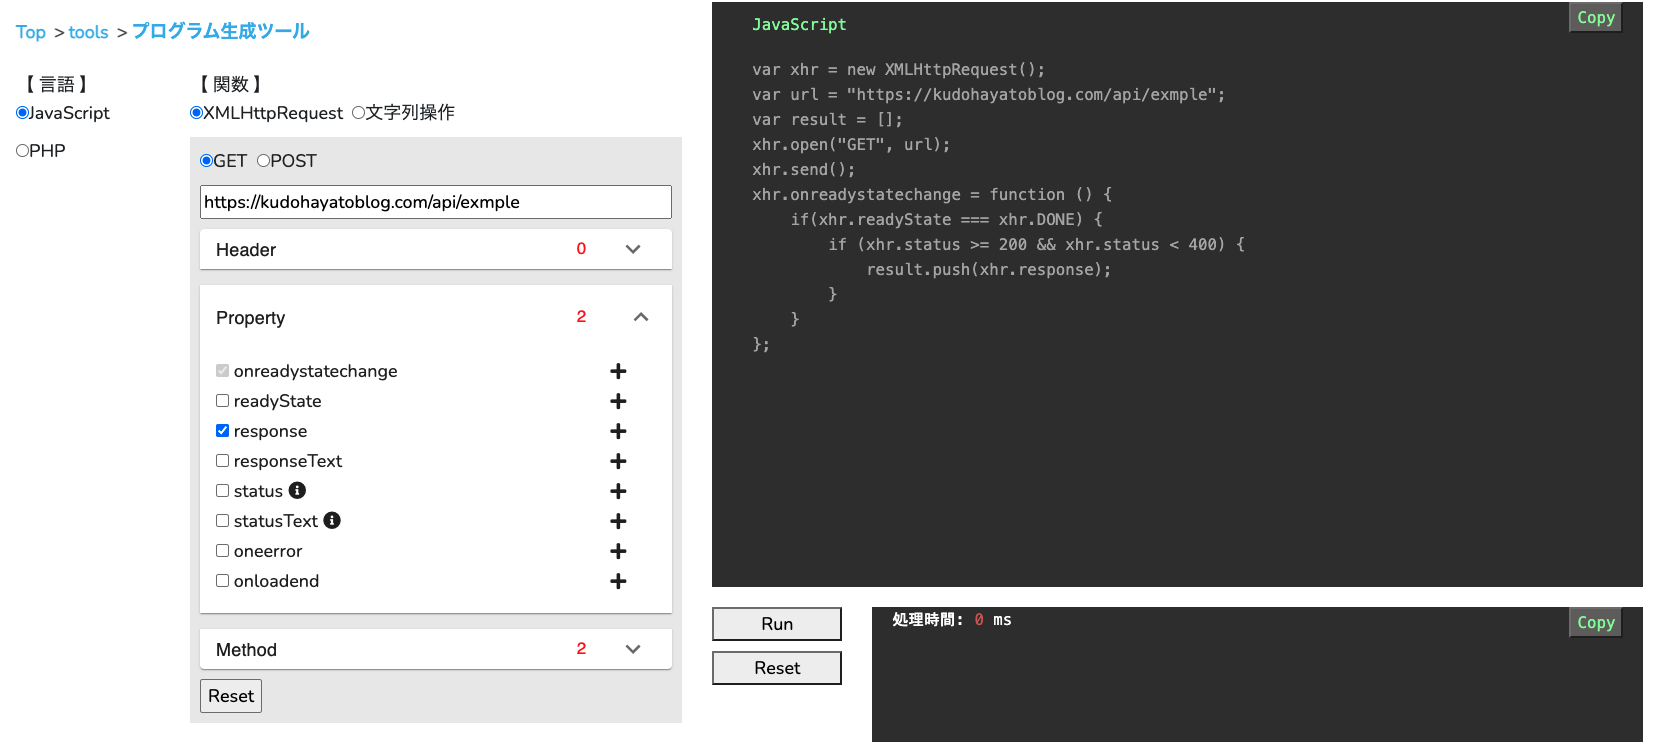 Top > tools > プログラム生成ツール
【 言語 】
JavaScript
PHP
【 関数 】
XMLHttpRequest 文字列操作
GET POST
https://kudohayatoblog.com/api/exmple
Header 0
Property 2
onreadystatechange
readyState
response
responseText
status
statusText
oneerror
onloadend
Method 2
Reset
JavaScript
Copy
var xhr = new XMLHttpRequest();
var url = "https://kudohayatoblog.com/api/exmple";
var result = [];
xhr.open("GET", url);
xhr.send();
xhr.onreadystatechange = function () {
    if(xhr.readyState === xhr.DONE) {
        if (xhr.status >= 200 && xhr.status < 400) {
            result.push(xhr.response);
        }
    }
};
Run
Reset
処理時間: 0 ms
Copy